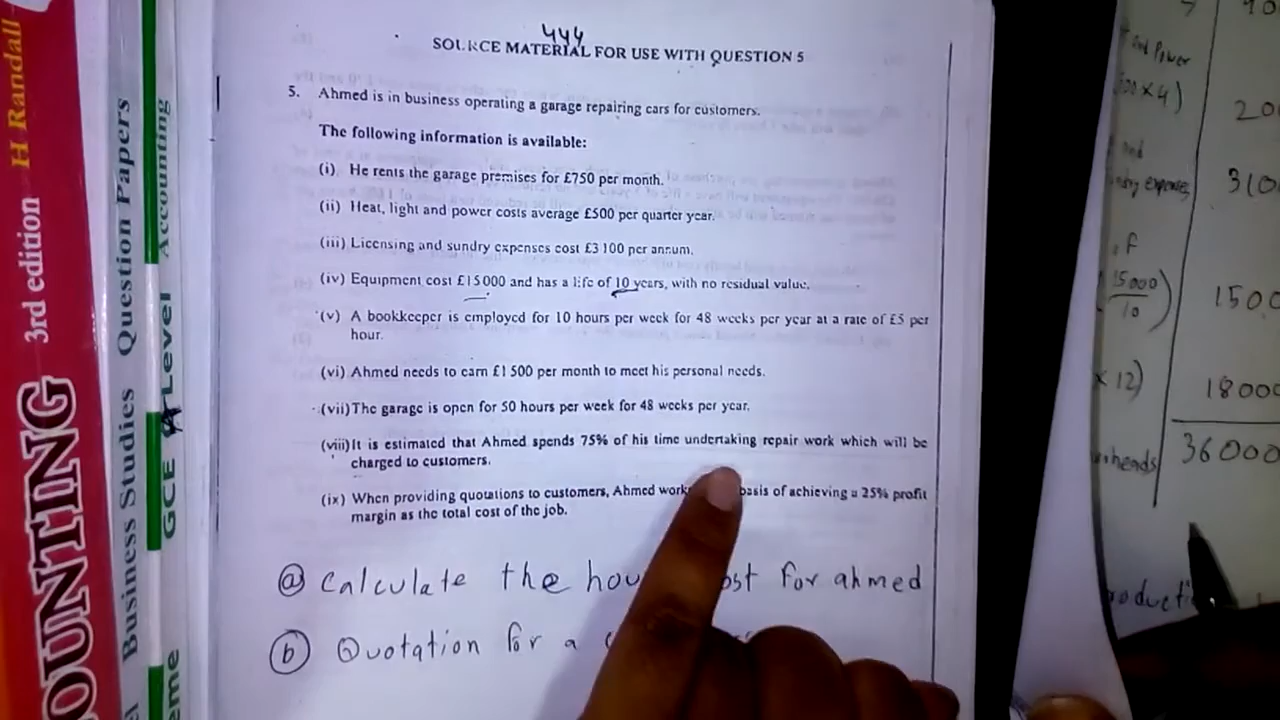 H Randall
3rd edition
OUNTING
Business Studies Question Papers
GCE A Level Accounting
444
SOURCE MATERIAL FOR USE WITH QUESTION 5
5. Ahmed is in business operating a garage repairing cars for customers.
The following information is available:
(i) He rents the garage premises for £750 per month.
(ii) Heat, light and power costs average £500 per quarter year.
(iii) Licensing and sundry expenses cost £3 100 per annum.
(iv) Equipment cost £15 000 and has a life of 10 years, with no residual value.
(v) A bookkeeper is employed for 10 hours per week for 48 weeks per year at a rate of £5 per
hour.
(vi) Ahmed needs to earn £1 500 per month to meet his personal needs.
(vii) The garage is open for 50 hours per week for 48 weeks per year.
(viii) It is estimated that Ahmed spends 75% of his time undertaking repair work which will be
charged to customers.
(ix) When providing quotations to customers, Ahmed of achieving a 25% profit
margin as the total cost of the job.
(a) Calculate the for ahmed
(b) Quotation for a
and Power
× 4)
20
and
310
15000
10
150
× 12)
18000
36000